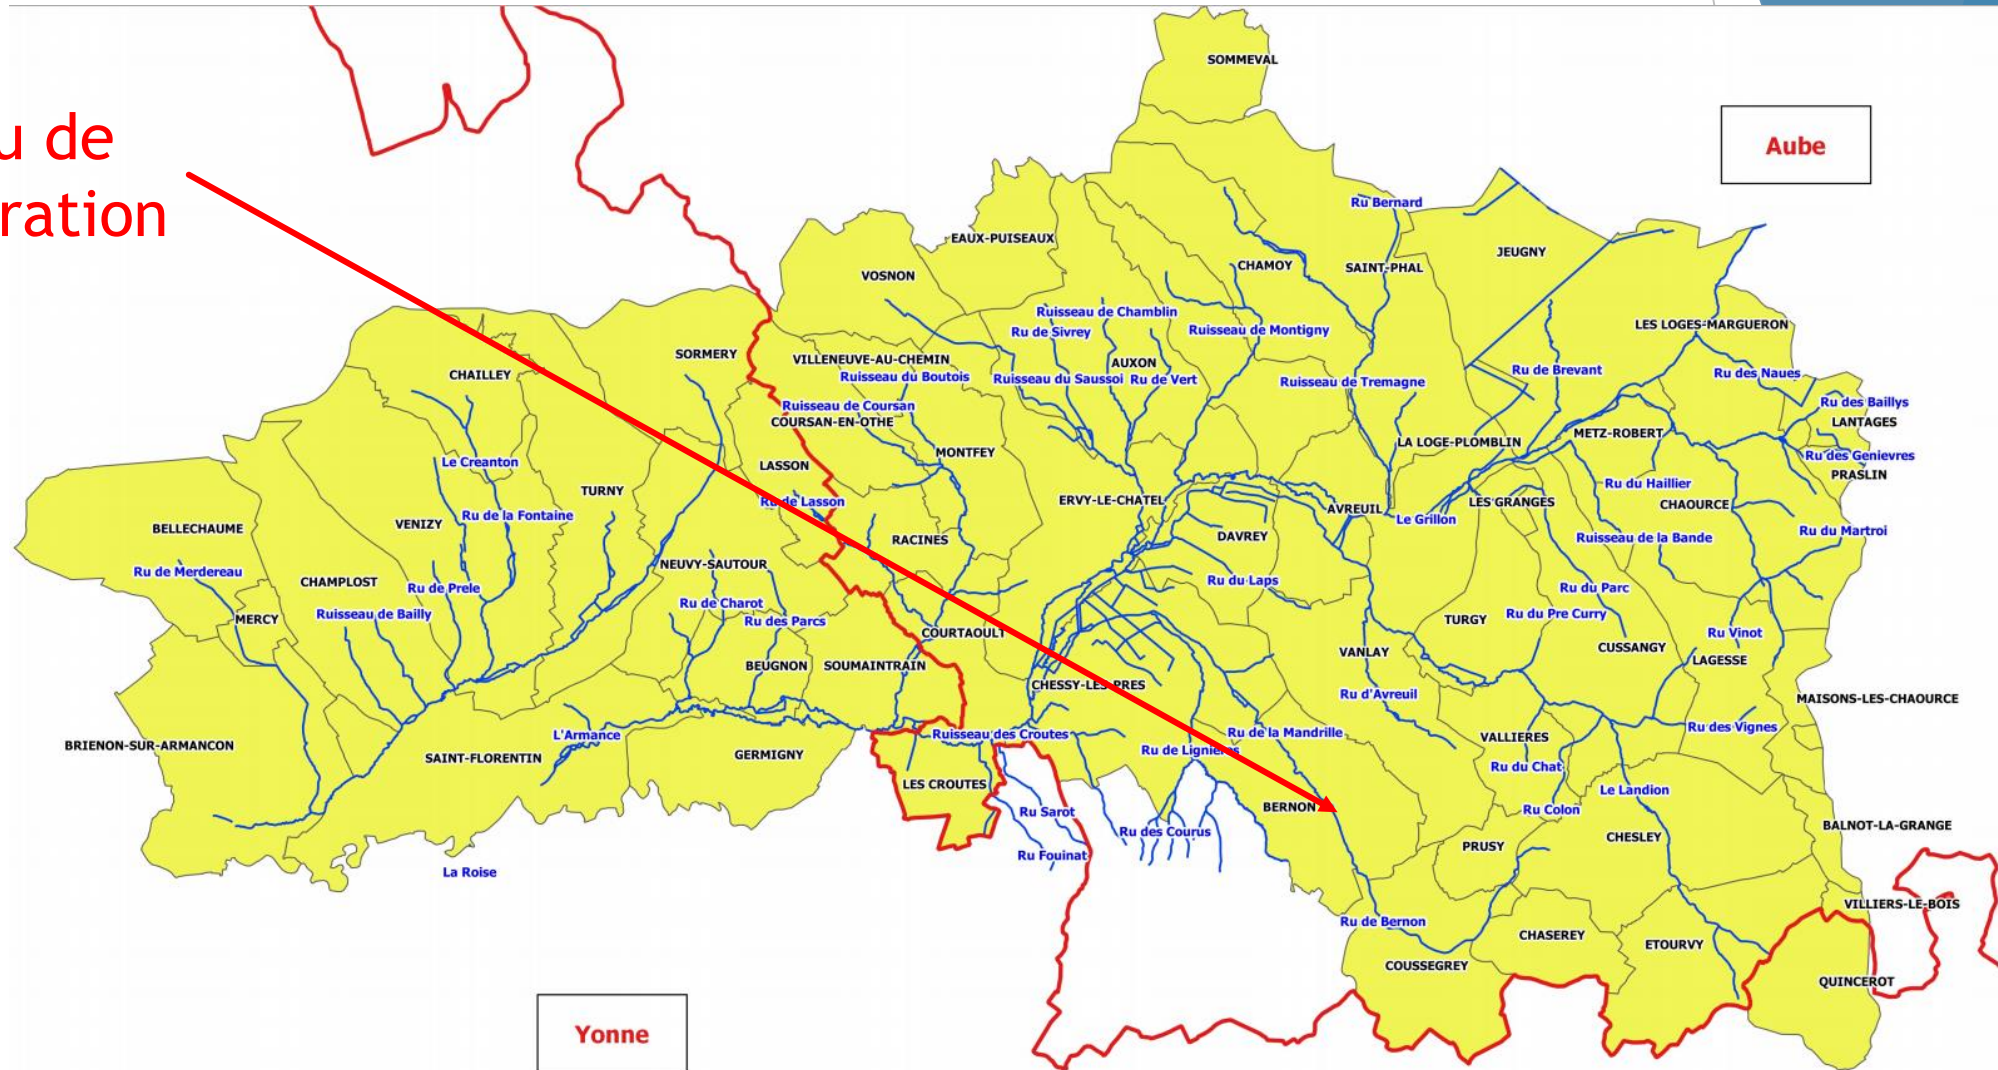 u de
ration
SOMMEVAL
Aube
Ru Bernard
EAUX-PUISEAUX
JEUGNY
VOSNON
CHAMOY
SAINT-PHAL
Ruisseau de Chamblin
Ru de Sivrey
Ruisseau de Montigny
LES LOGES-MARGUERON
SORMERY
VILLENEUVE-AU-CHEMIN
AUXON
CHAILLEY
Ruisseau du Boutois
Ruisseau du Saussoi
Ru de Vert
Ruisseau de Tremagne
Ru de Brevant
Ru des Naues
Ruisseau de Coursan
Ru des Baillys
COURSAN-EN-OTHE
LANTAGES
METZ-ROBERT
LA LOGE-PLOMBLIN
MONTFEY
Le Creanton
LASSON
Ru des Genievres
PRASLIN
TURNY
Ru du Haillier
Ru de Lasson
ERVY-LE-CHATEL
LES GRANGES
CHAOURCE
AVREUIL
Ru de la Fontaine
Le Grillon
BELLECHAUME
VENIZY
RACINES
DAVREY
Ruisseau de la Bande
Ru du Martroi
NEUVY-SAUTOUR
Ru de Merdereau
CHAMPLOST
Ru de Prele
Ru du Laps
Ru du Parc
Ru de Charot
Ruisseau de Bailly
MERCY
Ru des Parcs
TURGY
Ru du Pre Curry
COURTAOULT
Ru Vinot
CUSSANGY
VANLAY
LAGESSE
BEUGNON
SOUMAINTRAIN
CHESSY-LES-PRES
Ru d'Avreuil
MAISONS-LES-CHAOURCE
L'Armance
Ruisseau des Croutes
Ru de la Mandrille
Ru des Vignes
BRIENON-SUR-ARMANCON
Ru de Lignieres
VALLIERES
SAINT-FLORENTIN
GERMIGNY
Ru du Chat
LES CROUTES
Le Landion
BERNON
Ru Sarot
Ru Colon
Ru des Courus
BALNOT-LA-GRANGE
CHESLEY
PRUSY
Ru Fouinat
La Roise
VILLIERS-LE-BOIS
Ru de Bernon
CHASEREY
ETOURVY
COUSSEGREY
QUINCEROT
Yonne